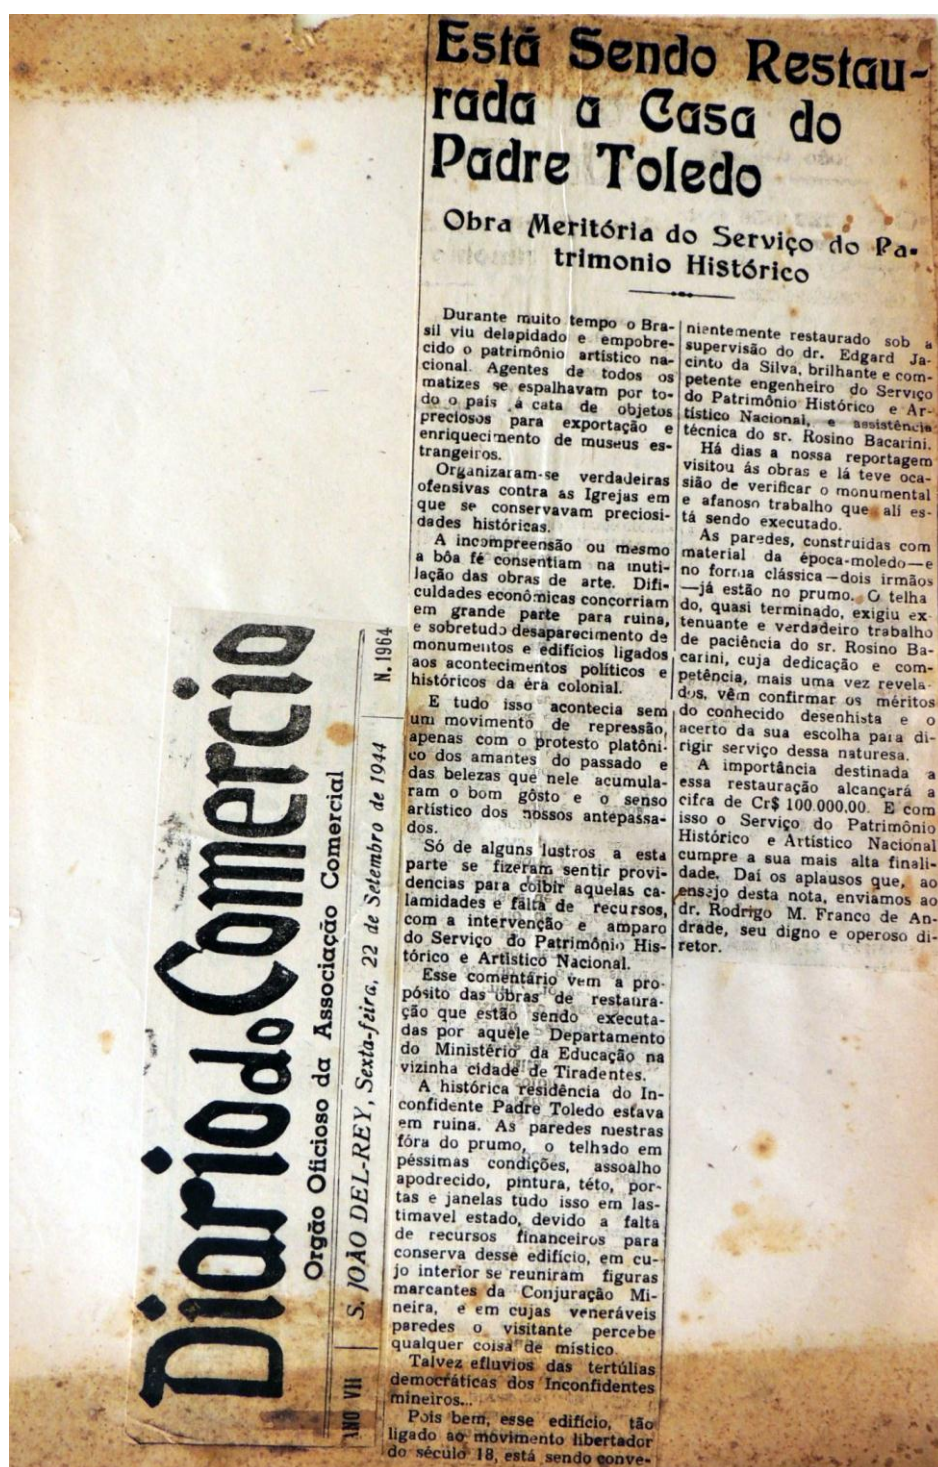 Está Sendo Restau-
rada a Casa do
Padre Toledo
Obra Meritória do Serviço do Pa-
trimonio Histórico
Durante muito tempo o Bra-
sil viu delapidado e empobre-
cido o patrimônio artístico na-
cional. Agentes de todos os
matizes se espalhavam por to-
do o país á cata de objetos
preciosos para exportação e
enriquecimento de museus es-
trangeiros.
Organizaram-se verdadeiras
ofensivas contra as Igrejas em
que se conservavam preciosi-
dades históricas.
A incompreensão ou mesmo
a bôa fé consentiam na muti-
lação das obras de arte. Difi-
culdades econômicas concorriam
em grande parte para ruina,
e sobretudo desaparecimento de
monumentos e edifícios ligados
aos acontecimentos políticos e
históricos da éra colonial.
E tudo isso acontecia sem
um movimento de repressão,
apenas com o protesto platôni-
co dos amantes do passado e
das belezas que nele acumula-
ram o bom gôsto e o senso
artístico dos nossos antepassa-
dos.
Só de alguns lustros a esta
parte se fizeram sentir provi-
dencias para coibir aquelas ca-
lamidades e falta de recursos,
com a intervenção e amparo
do Serviço do Patrimônio His-
tórico e Artístico Nacional.
Esse comentário vem a pro-
pósito das obras de restaura-
ção que estão sendo executa-
das por aquele Departamento
do Ministério da Educação na
vizinha cidade de Tiradentes.
A histórica residência do In-
confidente Padre Toledo estava
em ruina. As paredes mestras
fóra do prumo, o telhado em
péssimas condições, assoalho
apodrecido, pintura, této, por-
tas e janelas tudo isso em las-
timavel estado, devido a falta
de recursos financeiros para
conserva desse edifício, em cu-
jo interior se reuniram figuras
marcantes da Conjuração Mi-
neira, e em cujas veneráveis
paredes o visitante percebe
qualquer coisa de mistico.
Talvez efluvios das tertúlias
democráticas dos Inconfidentes
mineiros...
Pois bem, esse edifício, tão
ligado ao movimento libertador
do século 18, está sendo conve-
nientemente restaurado sob a
supervisão do dr. Edgard Ja-
cinto da Silva, brilhante e com-
petente engenheiro do Serviço
do Patrimônio Histórico e Ar-
tístico Nacional, e assistência
técnica do sr. Rosino Bacarini.
Há dias a nossa reportagem
visitou ás obras e lá teve oca-
sião de verificar o monumental
e afanoso trabalho que ali es-
tá sendo executado.
As paredes, construidas com
material da época-moledo—e
no forma clássica—dois irmãos
—já estão no prumo. O telha
do, quasi terminado, exigiu ex-
tenuante e verdadeiro trabalho
de paciência do sr. Rosino Ba-
carini, cuja dedicação e com-
petência, mais uma vez revela-
dos, vêm confirmar os méritos
do conhecido desenhista e o
acerto da sua escolha para di-
rigir serviço dessa naturesa.
A importância destinada a
essa restauração alcançará a
cifra de Cr$ 100.000,00. E com
isso o Serviço do Patrimônio
Histórico e Artístico Nacional
cumpre a sua mais alta finali-
dade. Daí os aplausos que, ao
ensejo desta nota, enviamos ao
dr. Rodrigo M. Franco de An-
drade, seu digno e operoso di-
retor.
Diario do Comercio
Orgão Oficioso da Associação Comercial
ANO VII S. JOÃO DEL-REY, Sexta-feira, 22 de Setembro de 1944 N. 1964